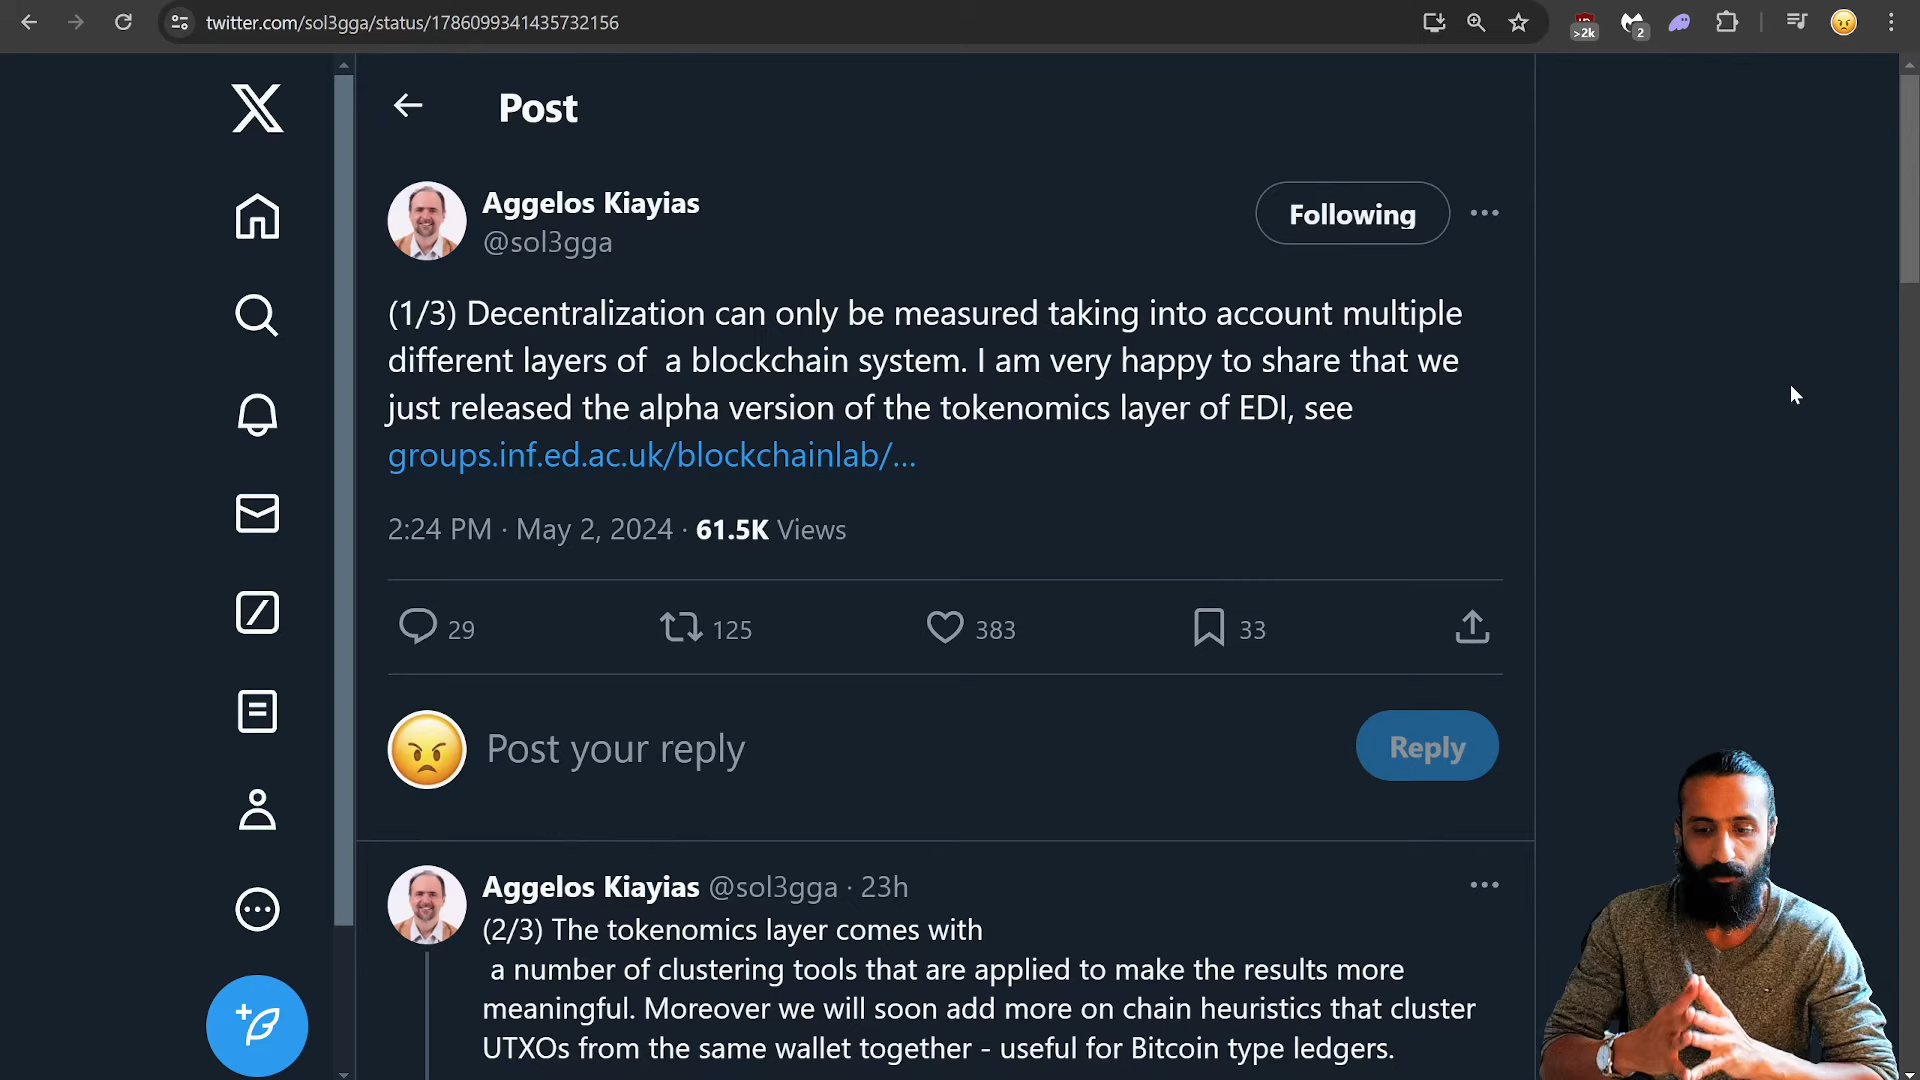 twitter.com/sol3gga/status/1786099341435732156
>2k
2
Post
Aggelos Kiayias
@sol3gga
Following
(1/3) Decentralization can only be measured taking into account multiple
different layers of  a blockchain system. I am very happy to share that we
just released the alpha version of the tokenomics layer of EDI, see
groups.inf.ed.ac.uk/blockchainlab/…
2:24 PM · May 2, 2024 · 61.5K Views
29
125
383
33
Post your reply
Reply
Aggelos Kiayias @sol3gga · 23h
(2/3) The tokenomics layer comes with
a number of clustering tools that are applied to make the results more
meaningful. Moreover we will soon add more on chain heuristics that cluster
UTXOs from the same wallet together - useful for Bitcoin type ledgers.